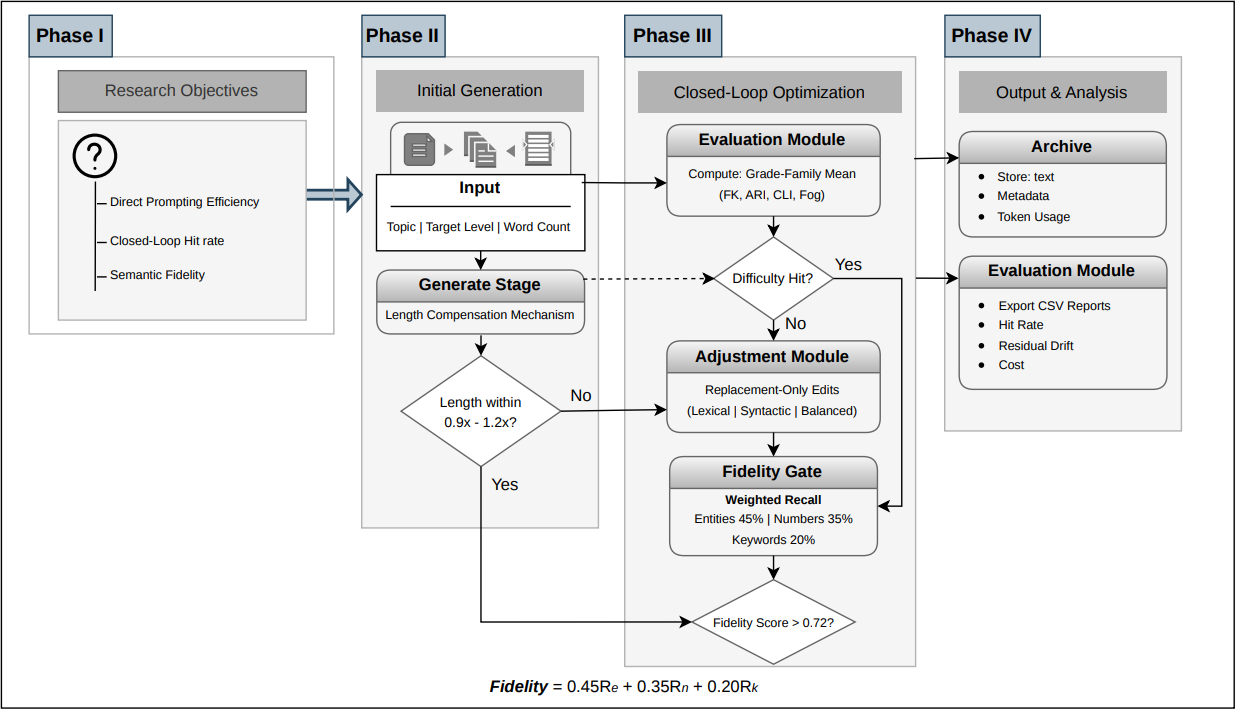 Phase I
Research Objectives
Direct Prompting Efficiency
Closed-Loop Hit rate
Semantic Fidelity
Phase II
Initial Generation
Input
Topic | Target Level | Word Count
Generate Stage
Length Compensation Mechanism
Length within
0.9x - 1.2x?
No
Yes
Phase III
Closed-Loop Optimization
Evaluation Module
Compute: Grade-Family Mean
(FK, ARI, CLI, Fog)
Difficulty Hit?
Yes
No
Adjustment Module
Replacement-Only Edits
(Lexical | Syntactic | Balanced)
Fidelity Gate
Weighted Recall
Entities 45% | Numbers 35%
Keywords 20%
Fidelity Score > 0.72?
Phase IV
Output & Analysis
Archive
Store: text
Metadata
Token Usage
Evaluation Module
Export CSV Reports
Hit Rate
Residual Drift
Cost
Fidelity = 0.45Re + 0.35Rn + 0.20Rk